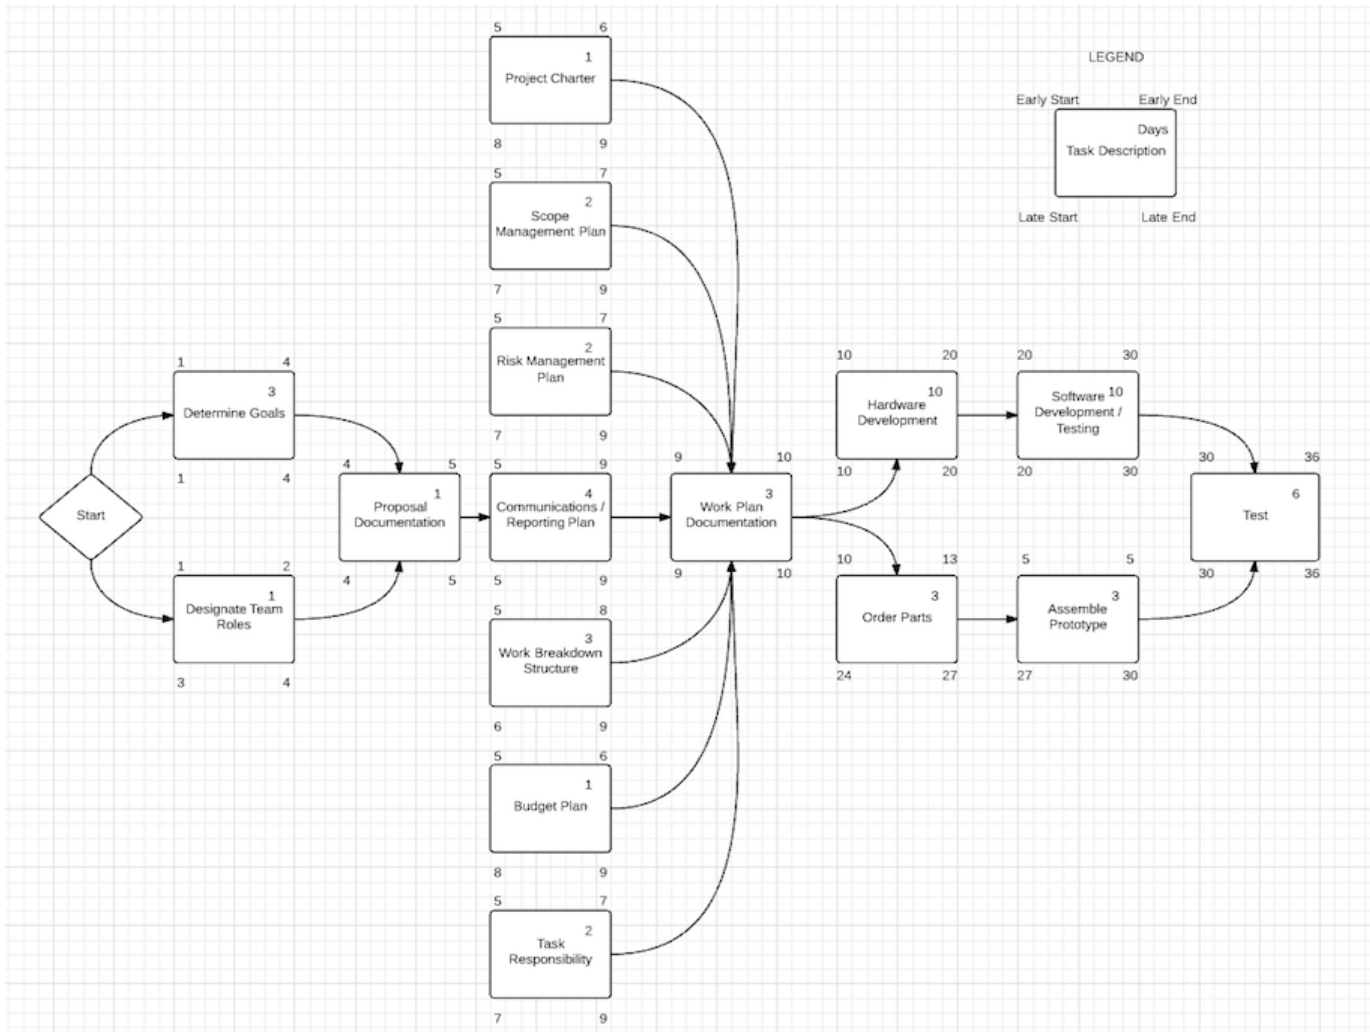 5 6
1
Project Charter
8 9
LEGEND
Early Start Early End
Days
Task Description
Late Start Late End
5 7
2
Scope
Management Plan
7 9
5 7
2
Risk Management
Plan
7 9
1 4
3
Determine Goals
1 4
Start
1 2
1
Designate Team
Roles
3 4
4 5
1
Proposal
Documentation
4 5
5 9
4
Communications /
Reporting Plan
5 9
5 8
3
Work Breakdown
Structure
6 9
5 6
1
Budget Plan
8 9
5 7
2
Task
Responsibility
7 9
9 10
3
Work Plan
Documentation
9 10
10 20
10
Hardware
Development
10 20
20 30
Software 10
Development /
Testing
20 30
10 13
3
Order Parts
24 27
5 5
3
Assemble
Prototype
27 30
30 36
6
Test
30 36